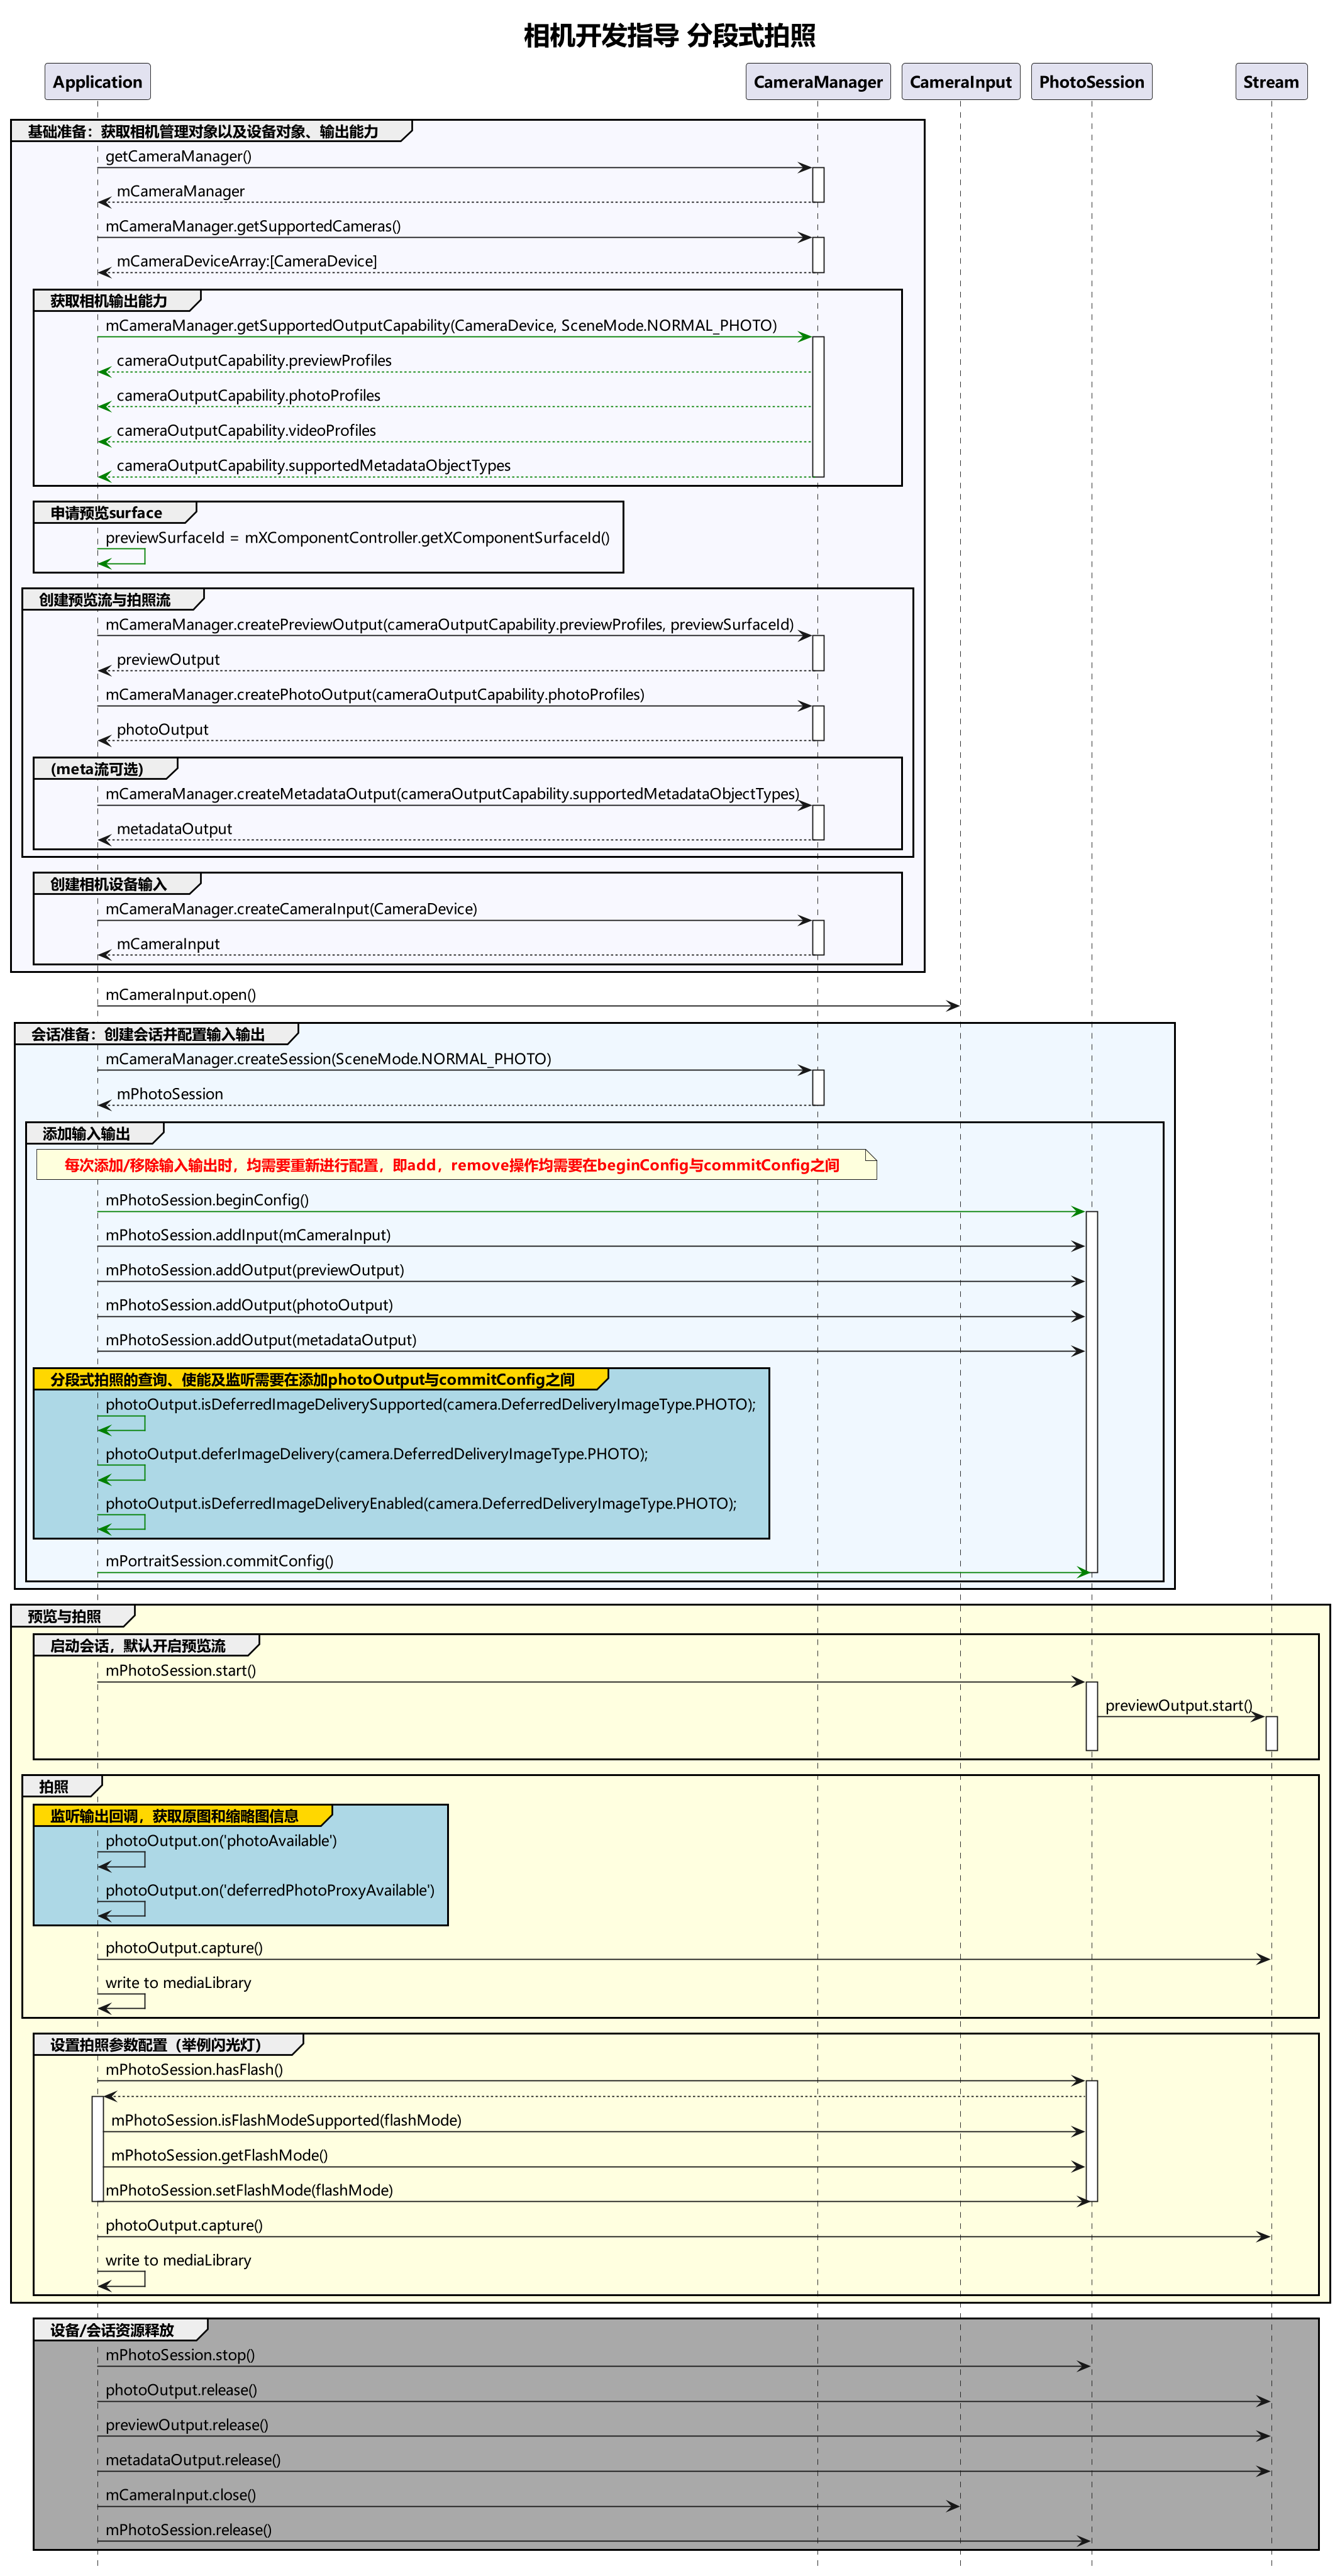 相机开发指导 分段式拍照
Application
CameraManager
CameraInput
PhotoSession
Stream
基础准备：获取相机管理对象以及设备对象、输出能力
getCameraManager()
mCameraManager
mCameraManager.getSupportedCameras()
mCameraDeviceArray:[CameraDevice]
获取相机输出能力
mCameraManager.getSupportedOutputCapability(CameraDevice, SceneMode.NORMAL_PHOTO)
cameraOutputCapability.previewProfiles
cameraOutputCapability.photoProfiles
cameraOutputCapability.videoProfiles
cameraOutputCapability.supportedMetadataObjectTypes
申请预览surface
previewSurfaceId = mXComponentController.getXComponentSurfaceId()
创建预览流与拍照流
mCameraManager.createPreviewOutput(cameraOutputCapability.previewProfiles, previewSurfaceId)
previewOutput
mCameraManager.createPhotoOutput(cameraOutputCapability.photoProfiles)
photoOutput
(meta流可选)
mCameraManager.createMetadataOutput(cameraOutputCapability.supportedMetadataObjectTypes)
metadataOutput
创建相机设备输入
mCameraManager.createCameraInput(CameraDevice)
mCameraInput
mCameraInput.open()
会话准备：创建会话并配置输入输出
mCameraManager.createSession(SceneMode.NORMAL_PHOTO)
mPhotoSession
添加输入输出
每次添加/移除输入输出时，均需要重新进行配置，即add，remove操作均需要在beginConfig与commitConfig之间
mPhotoSession.beginConfig()
mPhotoSession.addInput(mCameraInput)
mPhotoSession.addOutput(previewOutput)
mPhotoSession.addOutput(photoOutput)
mPhotoSession.addOutput(metadataOutput)
分段式拍照的查询、使能及监听需要在添加photoOutput与commitConfig之间
photoOutput.isDeferredImageDeliverySupported(camera.DeferredDeliveryImageType.PHOTO);
photoOutput.deferImageDelivery(camera.DeferredDeliveryImageType.PHOTO);
photoOutput.isDeferredImageDeliveryEnabled(camera.DeferredDeliveryImageType.PHOTO);
mPortraitSession.commitConfig()
预览与拍照
启动会话，默认开启预览流
mPhotoSession.start()
previewOutput.start()
拍照
监听输出回调，获取原图和缩略图信息
photoOutput.on('photoAvailable')
photoOutput.on('deferredPhotoProxyAvailable')
photoOutput.capture()
write to mediaLibrary
设置拍照参数配置（举例闪光灯）
mPhotoSession.hasFlash()
mPhotoSession.isFlashModeSupported(flashMode)
mPhotoSession.getFlashMode()
mPhotoSession.setFlashMode(flashMode)
photoOutput.capture()
write to mediaLibrary
设备/会话资源释放
mPhotoSession.stop()
photoOutput.release()
previewOutput.release()
metadataOutput.release()
mCameraInput.close()
mPhotoSession.release()